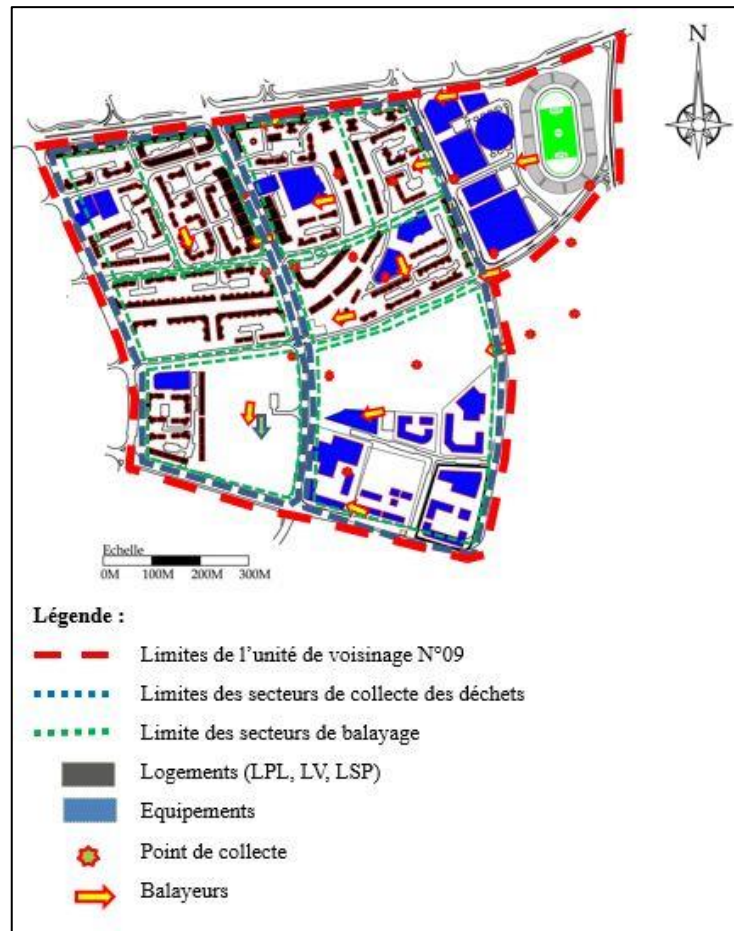 N
Echelle
0M 100M 200M 300M
Légende :
Limites de l’unité de voisinage N°09
Limites des secteurs de collecte des déchets
Limite des secteurs de balayage
Logements (LPL, LV, LSP)
Equipements
Point de collecte
Balayeurs